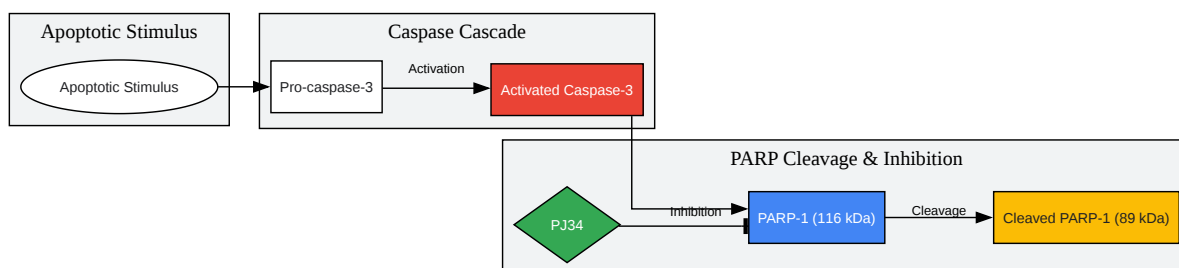 Apoptotic Stimulus
Apoptotic Stimulus
Caspase Cascade
Pro-caspase-3
Activation
Activated Caspase-3
PARP Cleavage & Inhibition
PJ34
Inhibition
PARP-1 (116 kDa)
Cleavage
Cleaved PARP-1 (89 kDa)